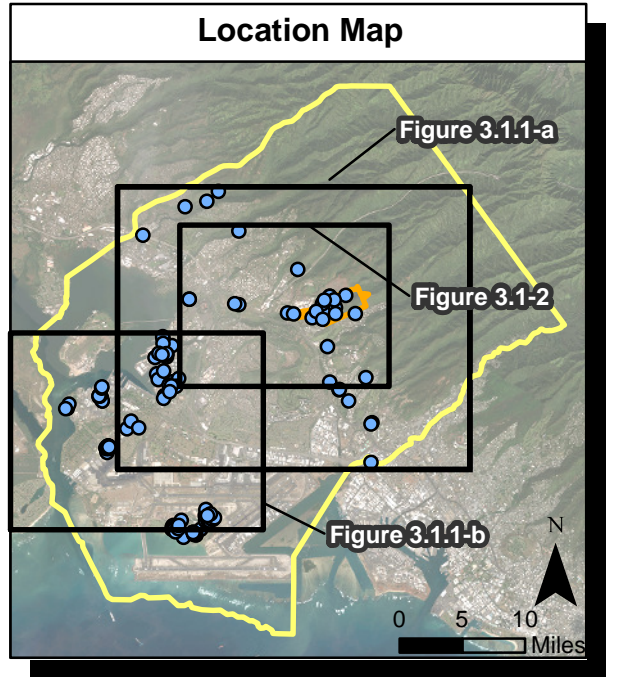 Location Map
Figure 3.1.1-a
Figure 3.1-2
Figure 3.1.1-b
N
0 5 10
Miles